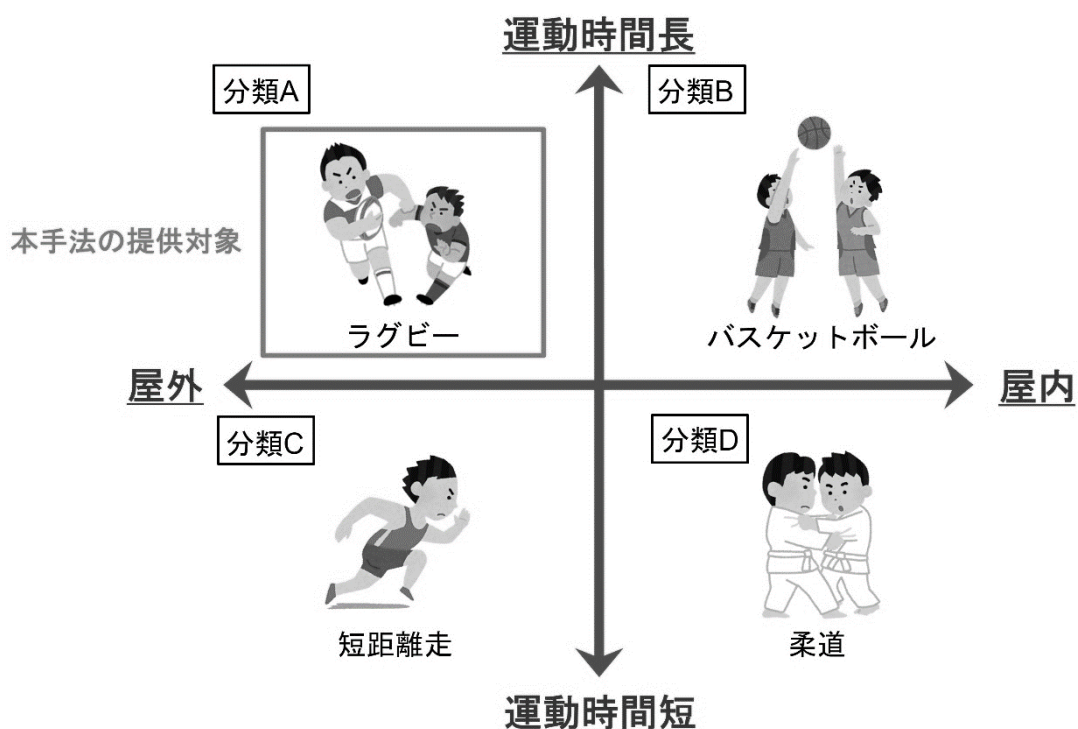 運動時間長
分類A
分類B
本手法の提供対象
ラグビー
バスケットボール
屋外
屋内
分類C
分類D
短距離走
柔道
運動時間短